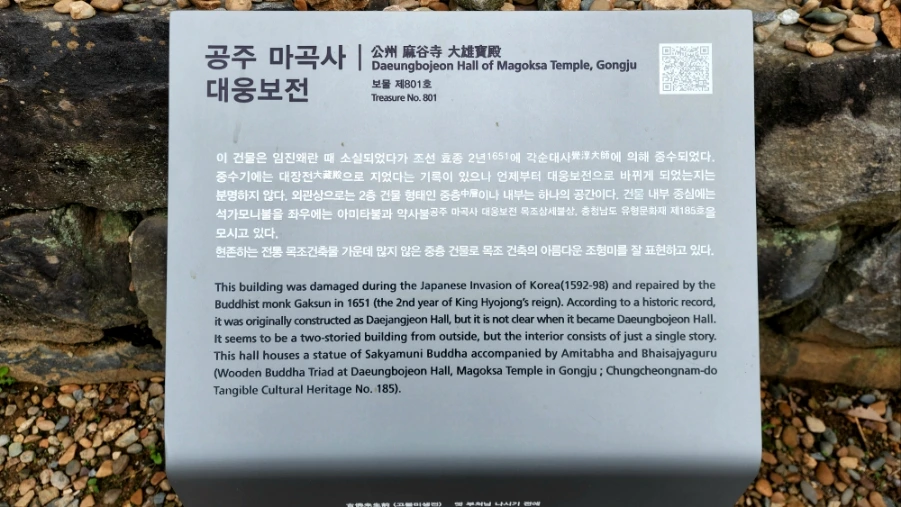 공주 마곡사
대웅보전
公州 麻谷寺 大雄寶殿
Daeungbojeon Hall of Magoksa Temple, Gongju
보물 제801호
Treasure No. 801
이 건물은 임진왜란 때 소실되었다가 조선 효종 2년1651에 각순대사覺淳大師에 의해 중수되었다.
중수기에는 대장전大藏殿으로 지었다는 기록이 있으나 언제부터 대웅보전으로 바뀌게 되었는지는
분명하지 않다. 외관상으로는 2층 건물 형태인 중층中層이나 내부는 하나의 공간이다. 건물 내부 중심에는
석가모니불을 좌우에는 아미타불과 약사불공주 마곡사 대웅보전 목조삼세불상, 충청남도 유형문화재 제185호을
모시고 있다.
현존하는 전통 목조건축물 가운데 많지 않은 중층 건물로 목조 건축의 아름다운 조형미를 잘 표현하고 있다.
This building was damaged during the Japanese Invasion of Korea(1592-98) and repaired by the
Buddhist monk Gaksun in 1651 (the 2nd year of King Hyojong's reign). According to a historic record,
it was originally constructed as Daejangjeon Hall, but it is not clear when it became Daeungbojeon Hall.
It seems to be a two-storied building from outside, but the interior consists of just a single story.
This hall houses a statue of Sakyamuni Buddha accompanied by Amitabha and Bhaisajyaguru
(Wooden Buddha Triad at Daeungbojeon Hall, Magoksa Temple in Gongju ; Chungcheongnam-do
Tangible Cultural Heritage No. 185).